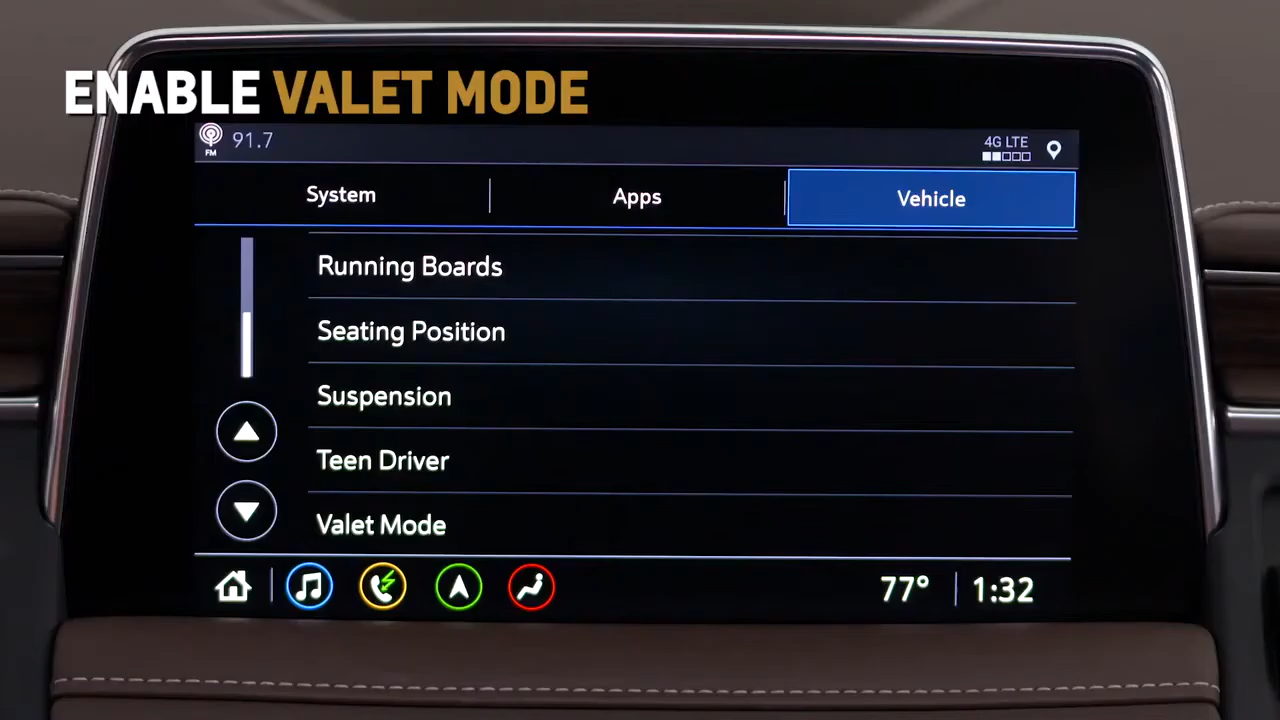 ENABLE VALET MODE
FM 91.7
4G LTE
System Apps Vehicle
Running Boards
Seating Position
Suspension
Teen Driver
Valet Mode
77° 1:32